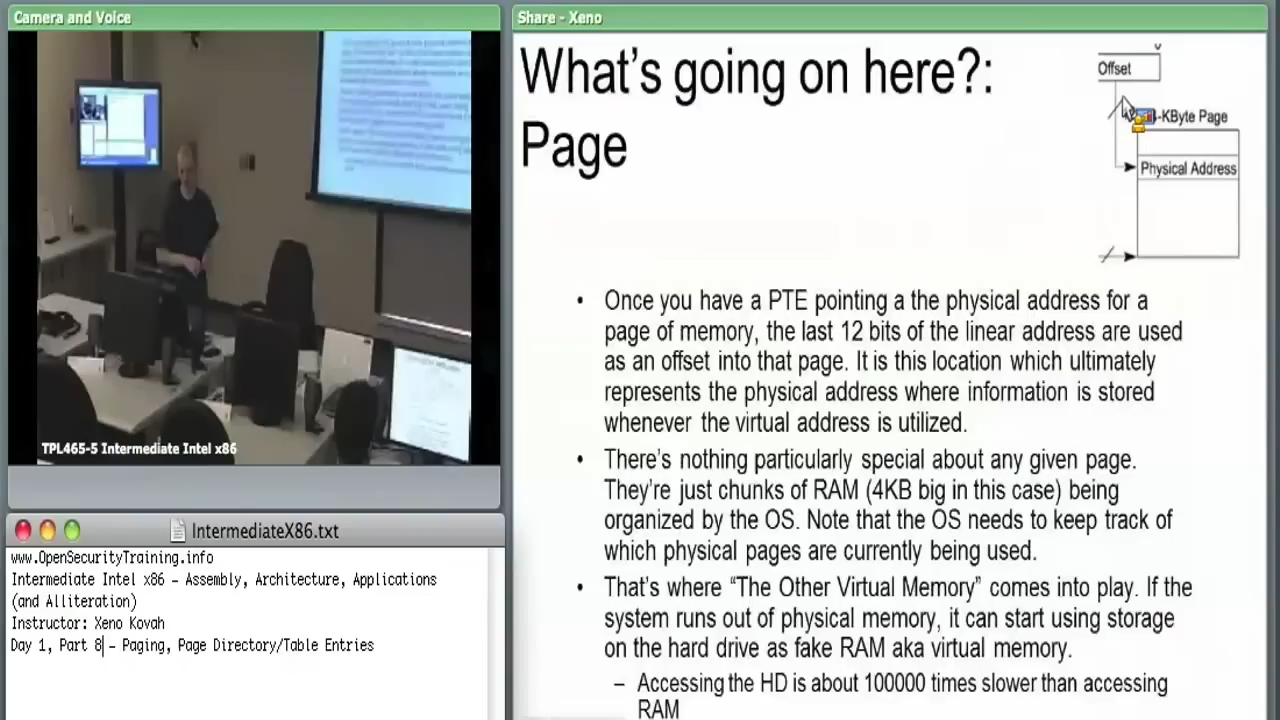 Camera and Voice
TPL465-5 Intermediate Intel x86
IntermediateX86.txt
www.OpenSecurityTraining.info
Intermediate Intel x86 – Assembly, Architecture, Applications
(and Alliteration)
Instructor: Xeno Kovah
Day 1, Part 8 – Paging, Page Directory/Table Entries
Share - Xeno
What's going on here?:
Page
Offset
-KByte Page
Physical Address
• Once you have a PTE pointing a the physical address for a
page of memory, the last 12 bits of the linear address are used
as an offset into that page. It is this location which ultimately
represents the physical address where information is stored
whenever the virtual address is utilized.
• There's nothing particularly special about any given page.
They're just chunks of RAM (4KB big in this case) being
organized by the OS. Note that the OS needs to keep track of
which physical pages are currently being used.
• That's where “The Other Virtual Memory” comes into play. If the
system runs out of physical memory, it can start using storage
on the hard drive as fake RAM aka virtual memory.
– Accessing the HD is about 100000 times slower than accessing
RAM